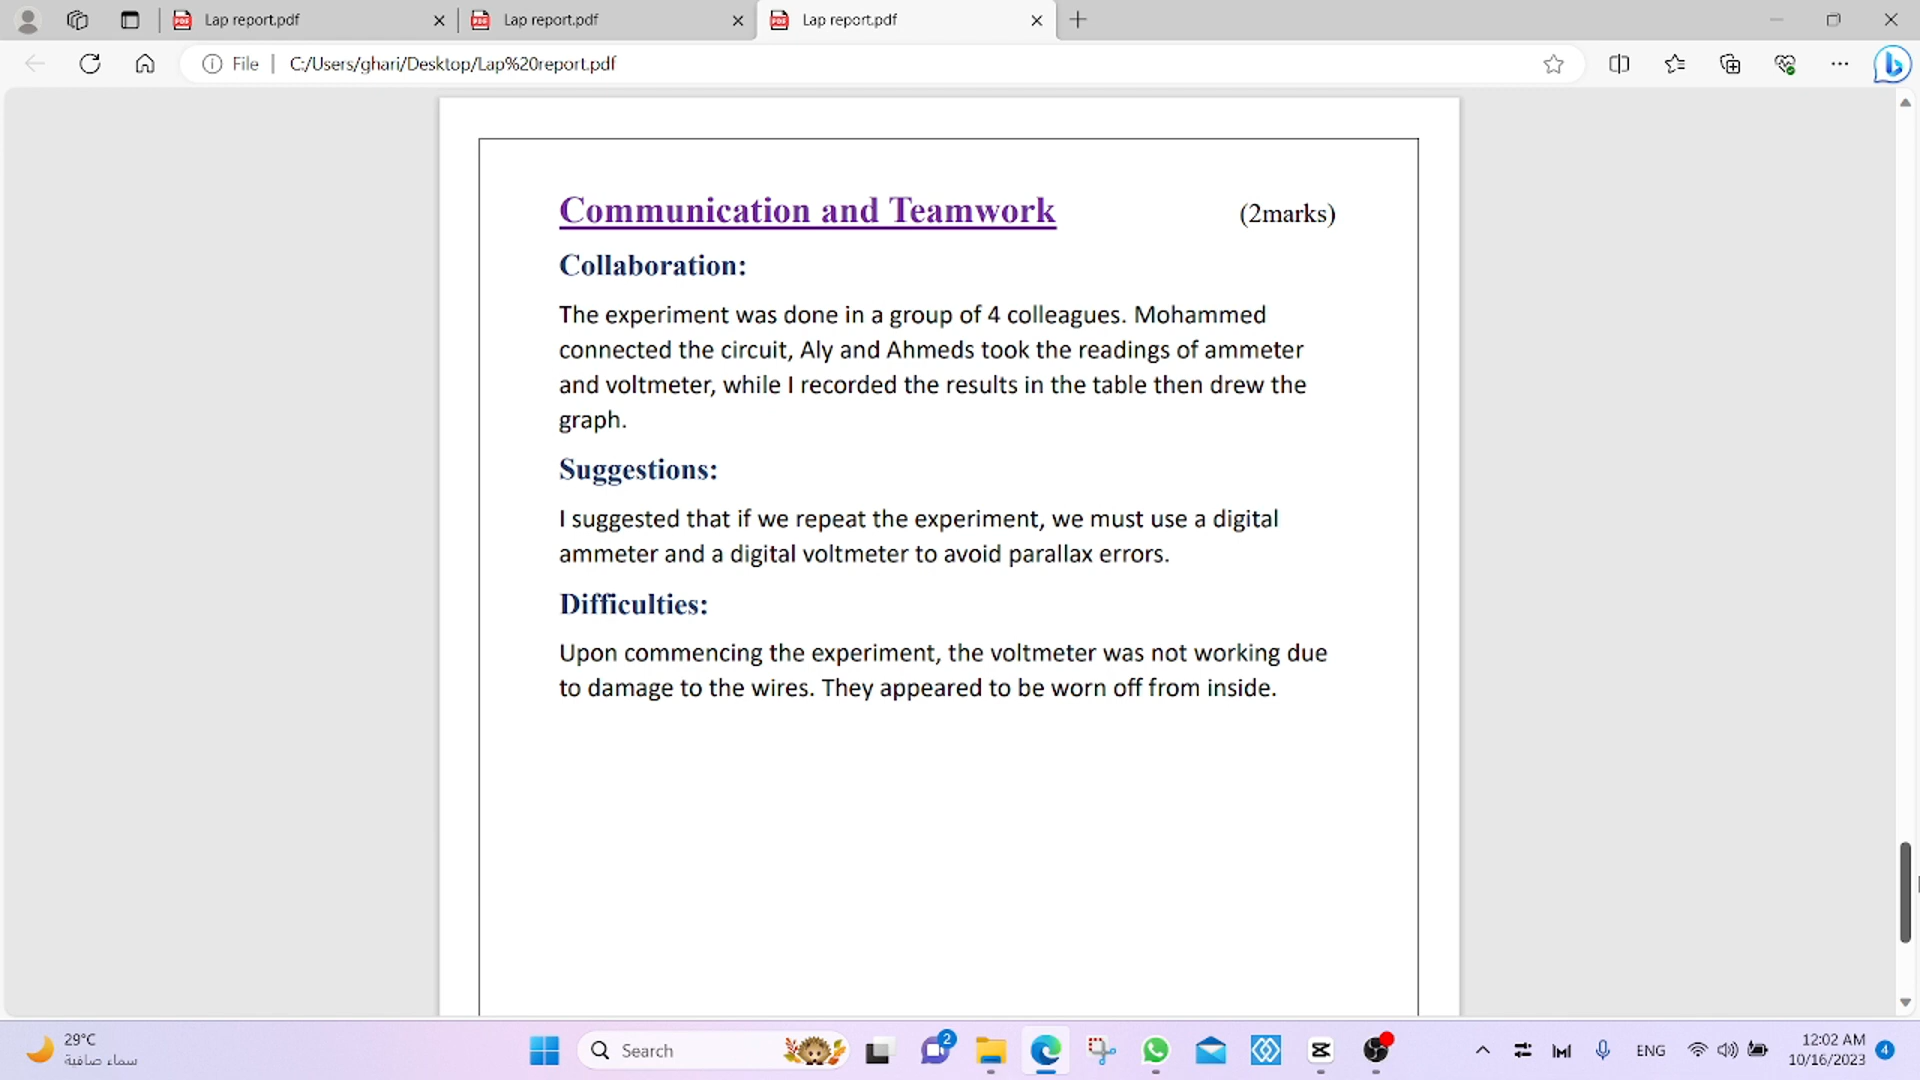 Lap report.pdf
Lap report.pdf
Lap report.pdf
File
C:/Users/ghari/Desktop/Lap%20report.pdf
Communication and Teamwork (2marks)
Collaboration:
The experiment was done in a group of 4 colleagues. Mohammed
connected the circuit, Aly and Ahmeds took the readings of ammeter
and voltmeter, while I recorded the results in the table then drew the
graph.
Suggestions:
I suggested that if we repeat the experiment, we must use a digital
ammeter and a digital voltmeter to avoid parallax errors.
Difficulties:
Upon commencing the experiment, the voltmeter was not working due
to damage to the wires. They appeared to be worn off from inside.
29°C
سماء صافية
Search
2
ENG
12:02 AM
10/16/2023
4